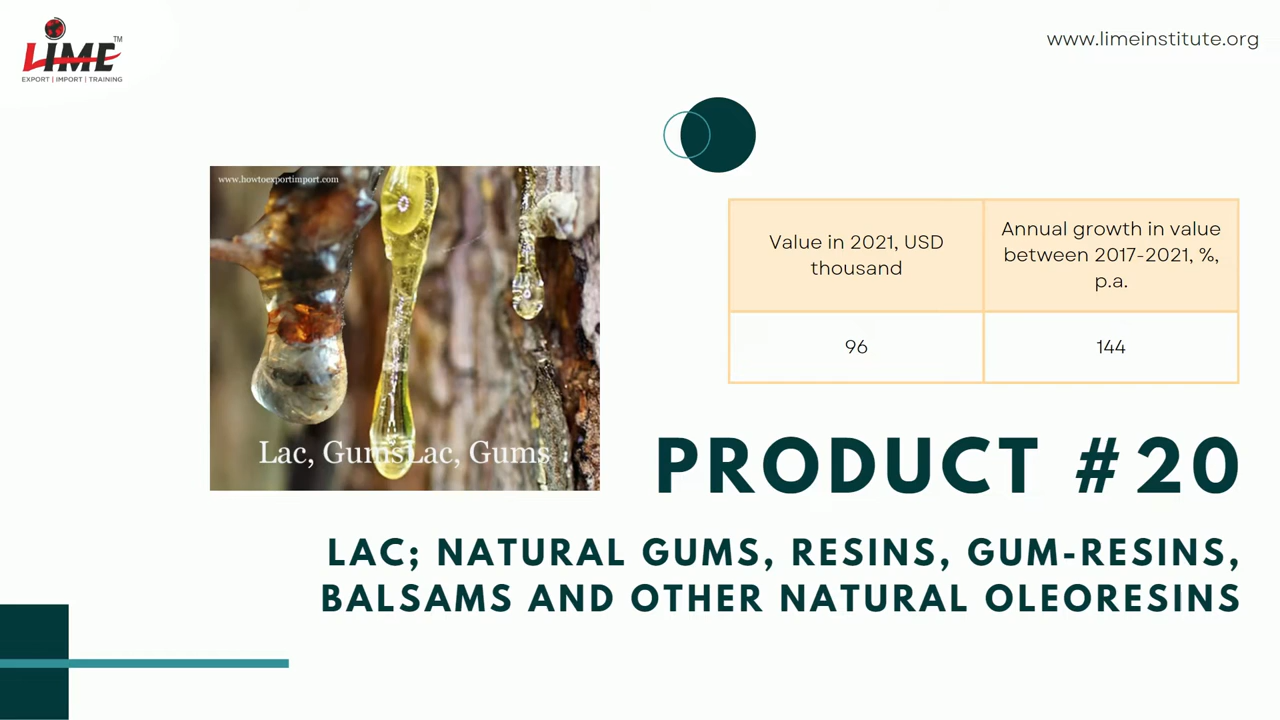 LIME
TM
EXPORT | IMPORT | TRAINING
www.limeinstitute.org
www.howtoexportimport.com
Lac, GumsLac, Gums
Value in 2021, USD
thousand
Annual growth in value
between 2017-2021, %,
p.a.
96
144
PRODUCT #20
LAC; NATURAL GUMS, RESINS, GUM-RESINS,
BALSAMS AND OTHER NATURAL OLEORESINS